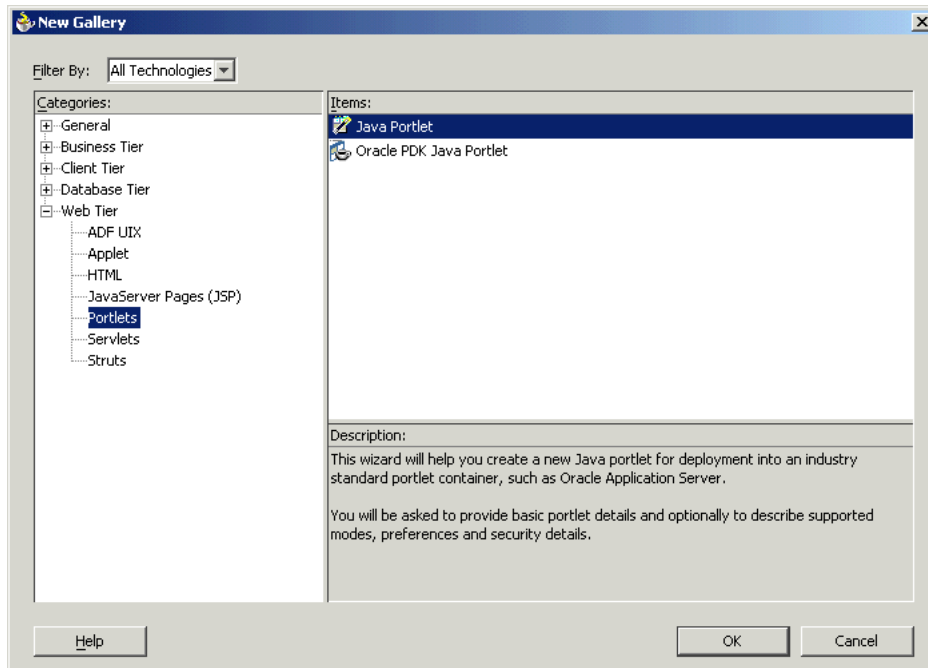 New Gallery
Filter By: All Technologies
Categories:
General
Business Tier
Client Tier
Database Tier
Web Tier
ADF UIX
Applet
HTML
JavaServer Pages (JSP)
Portlets
Servlets
Struts
Items:
Java Portlet
Oracle PDK Java Portlet
Description:
This wizard will help you create a new Java portlet for deployment into an industry
standard portlet container, such as Oracle Application Server.
You will be asked to provide basic portlet details and optionally to describe supported
modes, preferences and security details.
Help
OK
Cancel